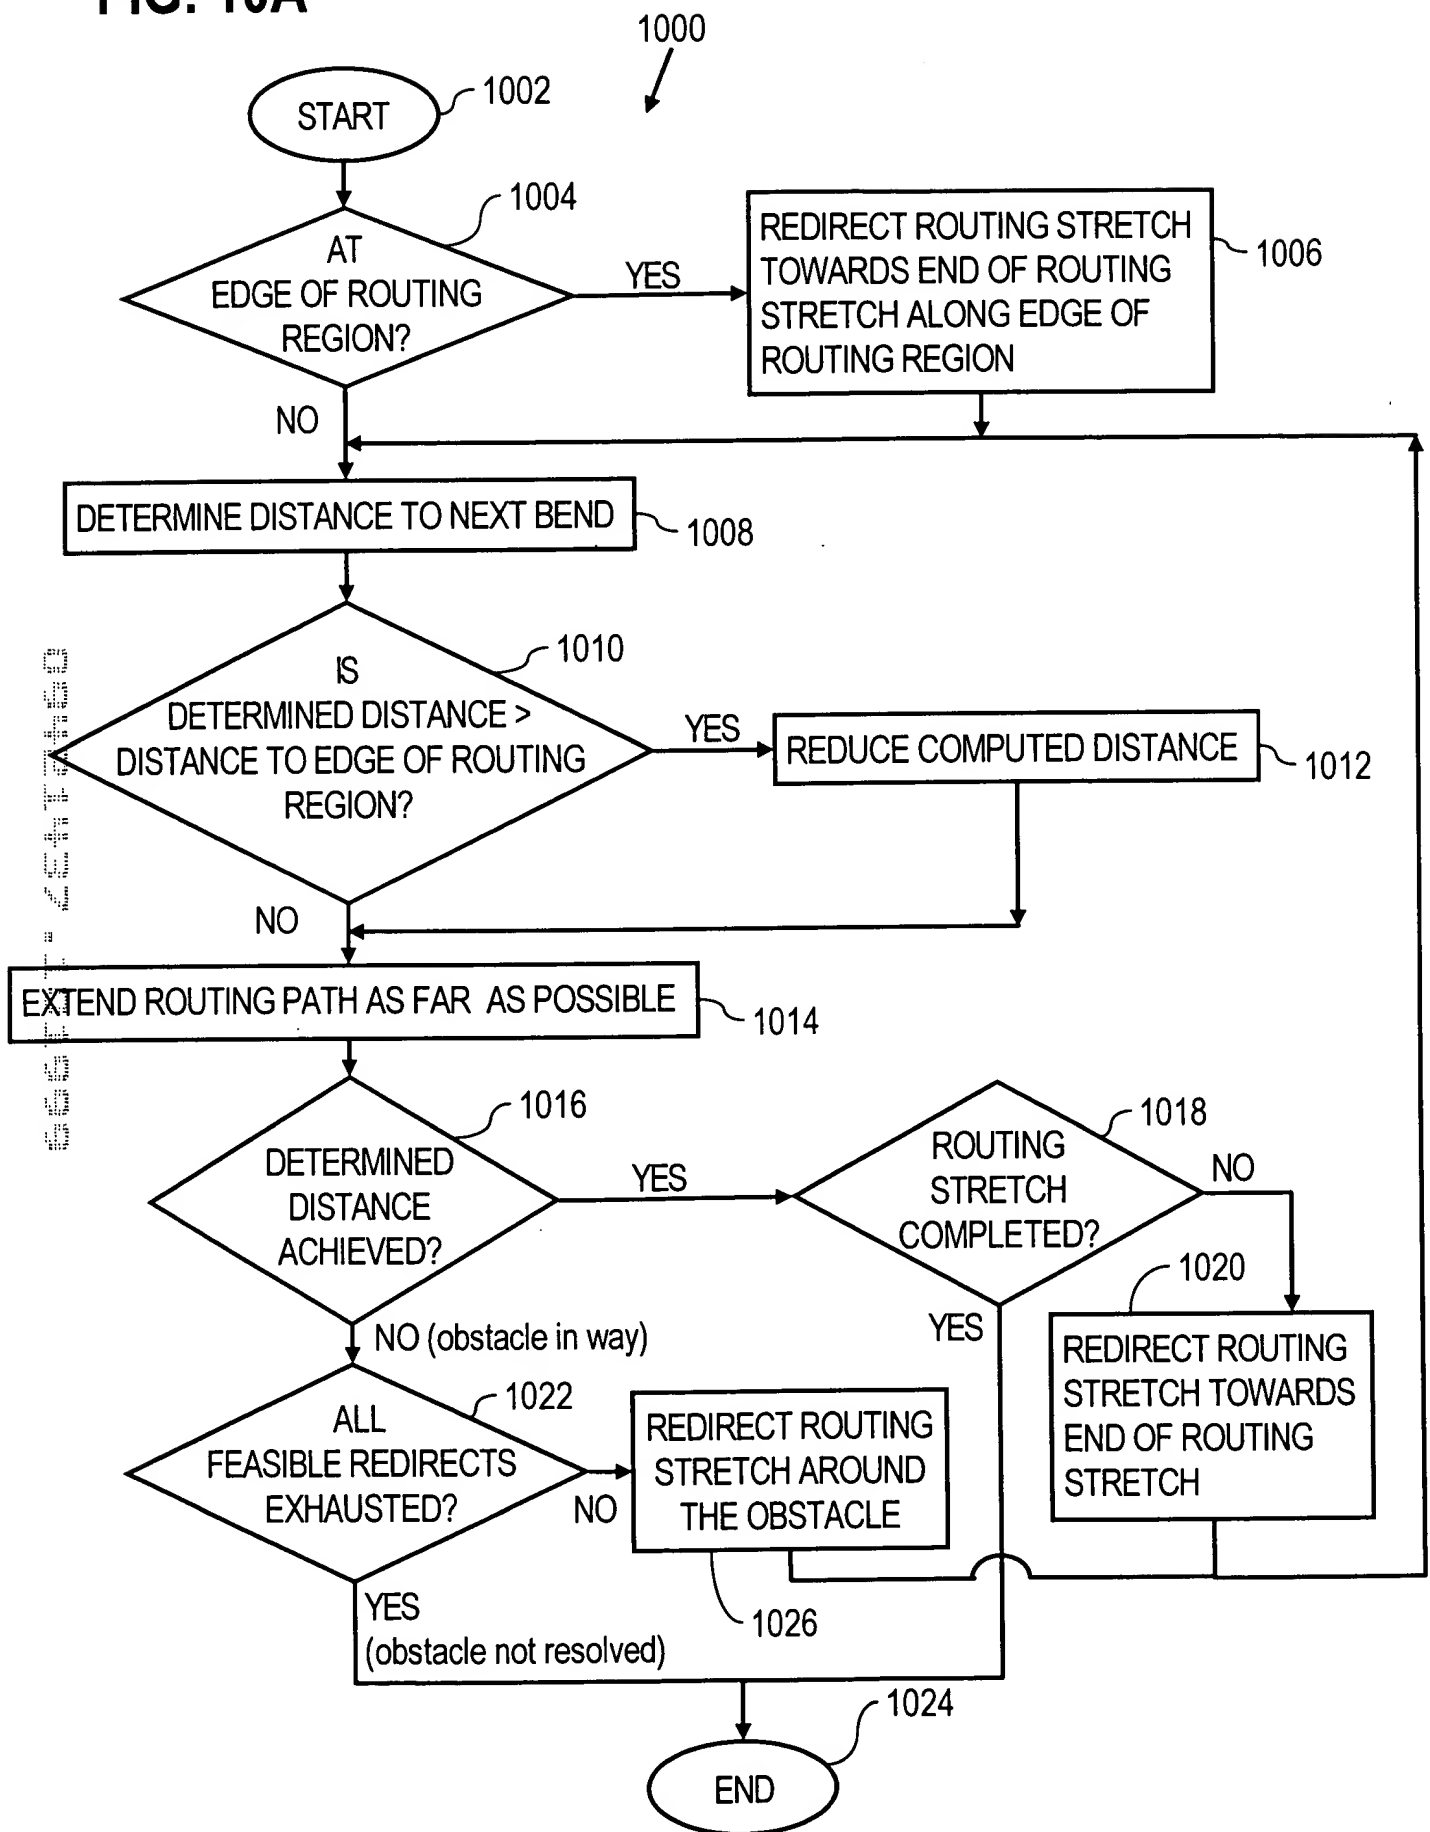 FIG. 10A
1000
START
1002
1004
AT
EDGE OF ROUTING
REGION?
YES
REDIRECT ROUTING STRETCH
TOWARDS END OF ROUTING
STRETCH ALONG EDGE OF
ROUTING REGION
1006
NO
DETERMINE DISTANCE TO NEXT BEND
1008
1010
IS
DETERMINED DISTANCE >
DISTANCE TO EDGE OF ROUTING
REGION?
YES
REDUCE COMPUTED DISTANCE
1012
NO
EXTEND ROUTING PATH AS FAR AS POSSIBLE
1014
1016
DETERMINED
DISTANCE
ACHIEVED?
YES
1018
ROUTING
STRETCH
COMPLETED?
NO
1020
REDIRECT ROUTING
STRETCH TOWARDS
END OF ROUTING
STRETCH
YES
NO (obstacle in way)
1022
ALL
FEASIBLE REDIRECTS
EXHAUSTED?
NO
REDIRECT ROUTING
STRETCH AROUND
THE OBSTACLE
1026
YES
(obstacle not resolved)
1024
END